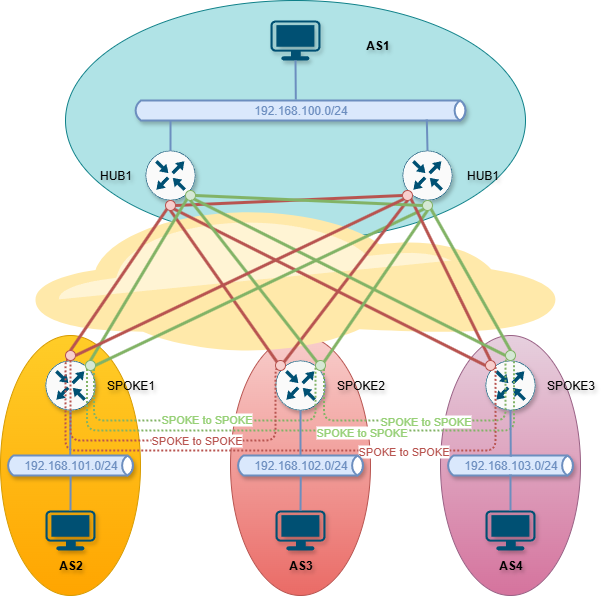 AS1
192.168.100.0/24
HUB1
HUB1
SPOKE1
SPOKE2
SPOKE3
SPOKE to SPOKE
SPOKE to SPOKE
SPOKE to SPOKE
SPOKE to SPOKE
SPOKE to SPOKE
192.168.101.0/24
192.168.102.0/24
192.168.103.0/24
AS2
AS3
AS4